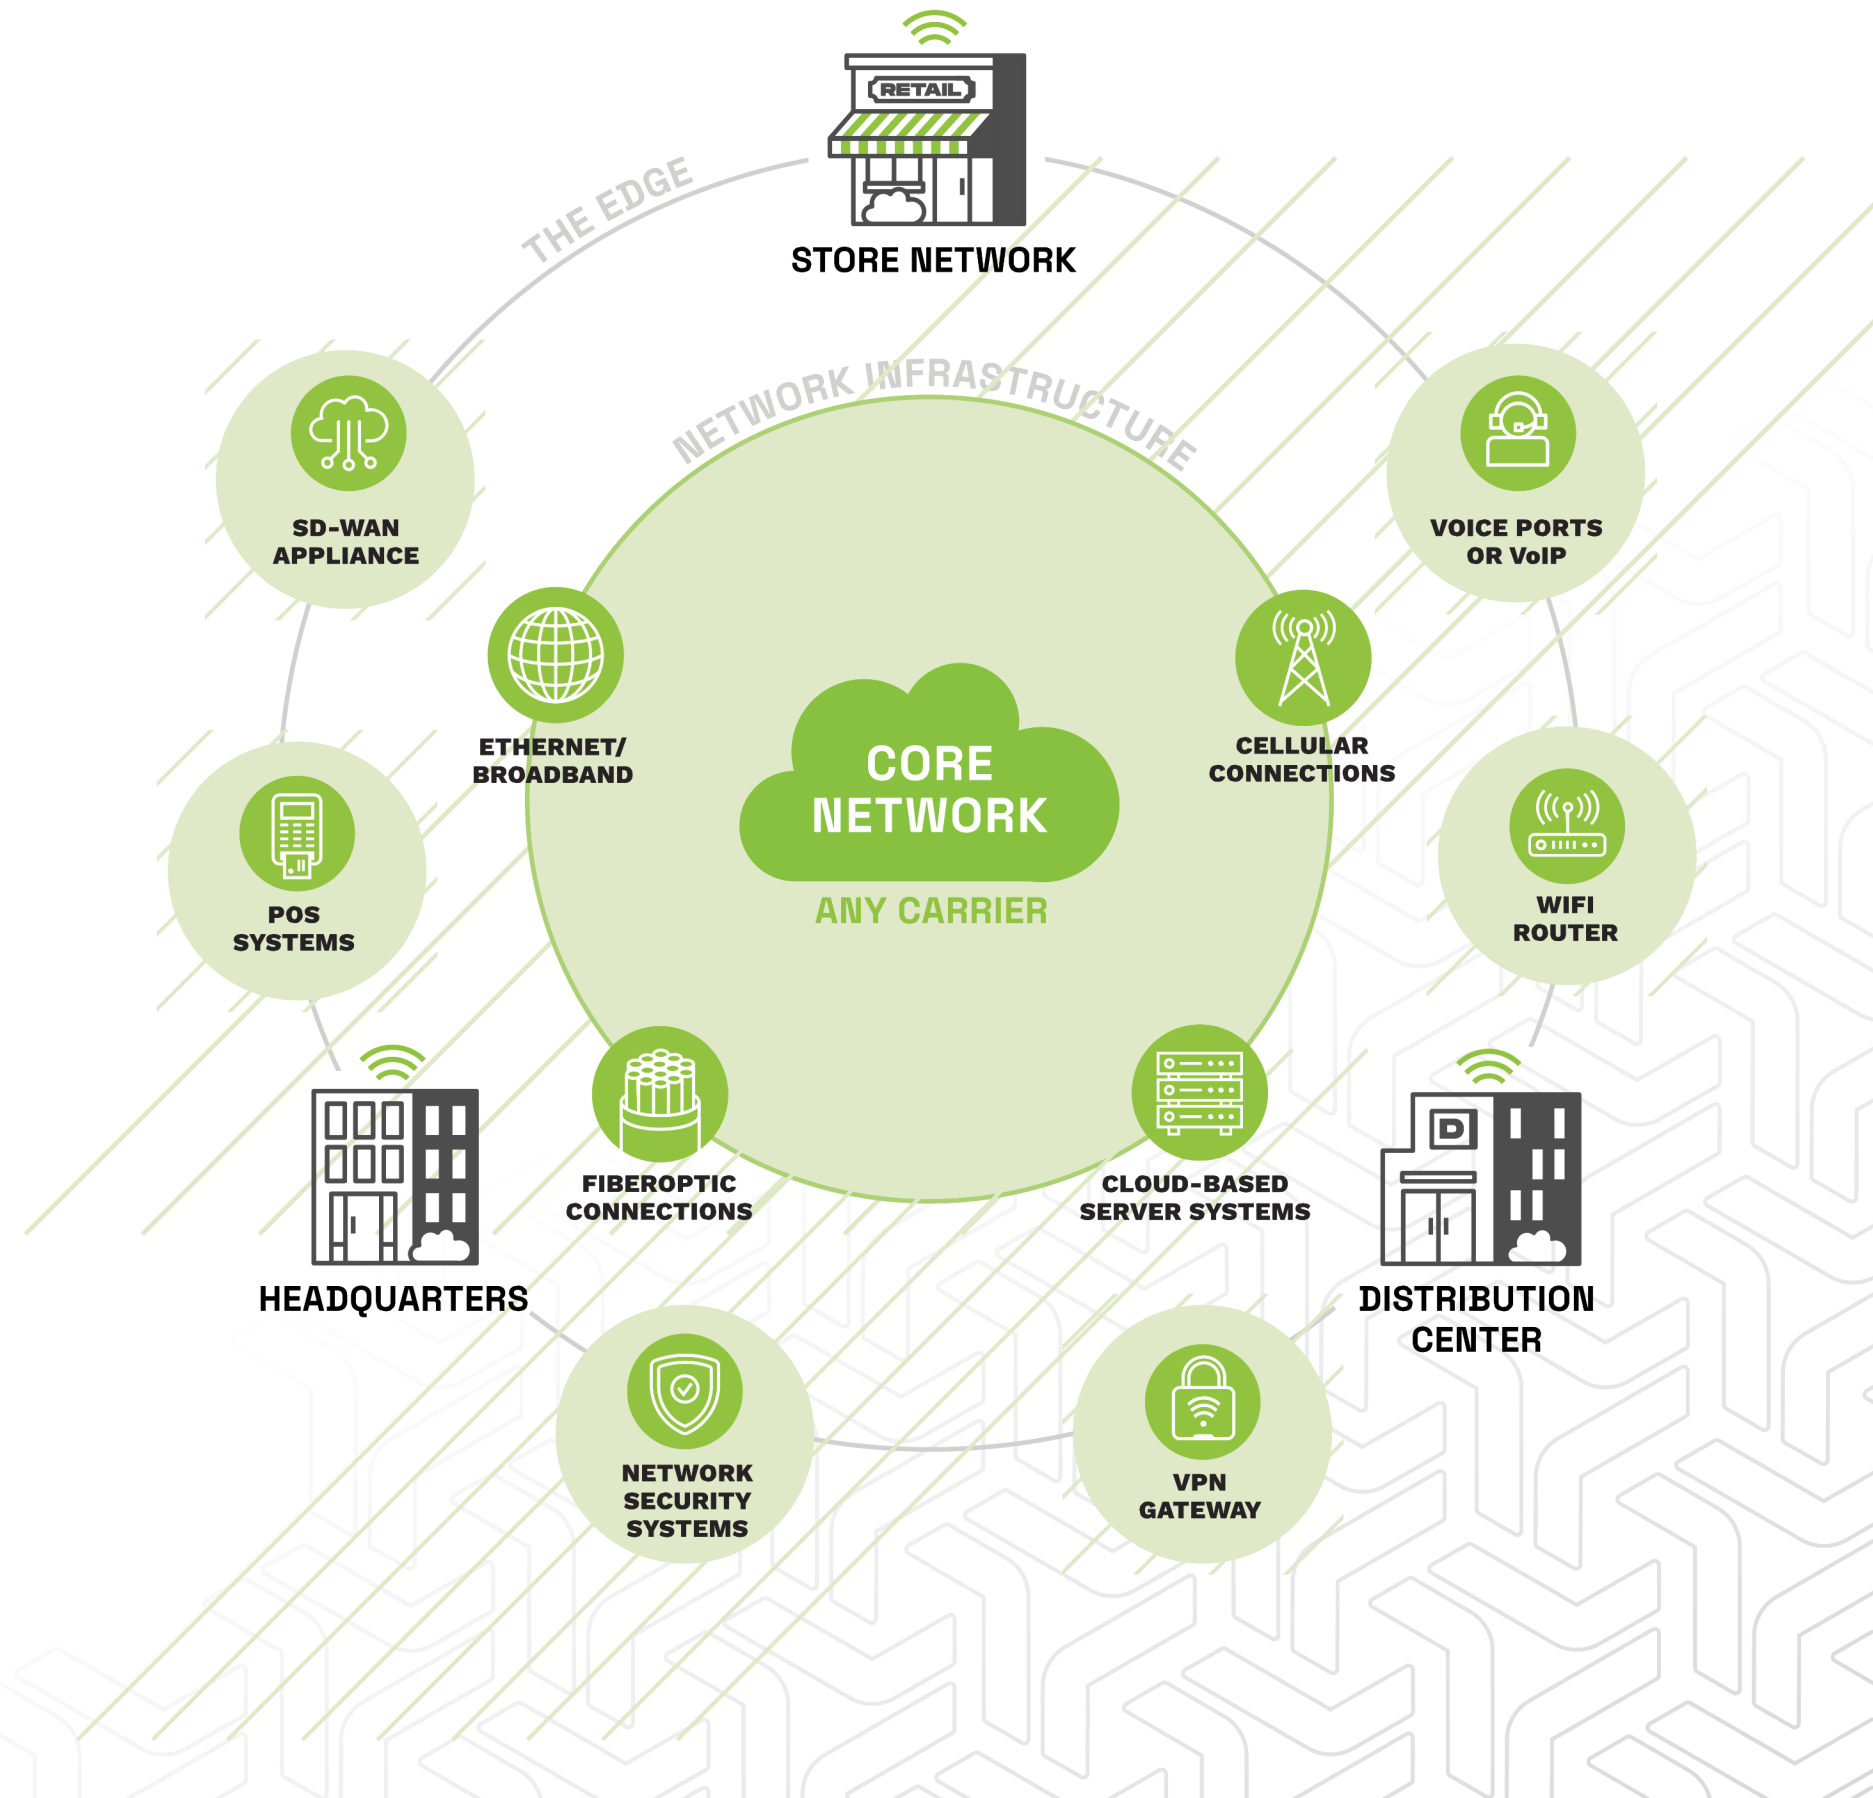 RETAIL
STORE NETWORK
THE EDGE
NETWORK INFRASTRUCTURE
SD-WAN
APPLIANCE
VOICE PORTS
OR VoIP
ETHERNET/
BROADBAND
CELLULAR
CONNECTIONS
CORE
NETWORK
ANY CARRIER
POS
SYSTEMS
WIFI
ROUTER
D
FIBEROPTIC
CONNECTIONS
CLOUD-BASED
SERVER SYSTEMS
HEADQUARTERS
DISTRIBUTION
CENTER
NETWORK
SECURITY
SYSTEMS
VPN
GATEWAY